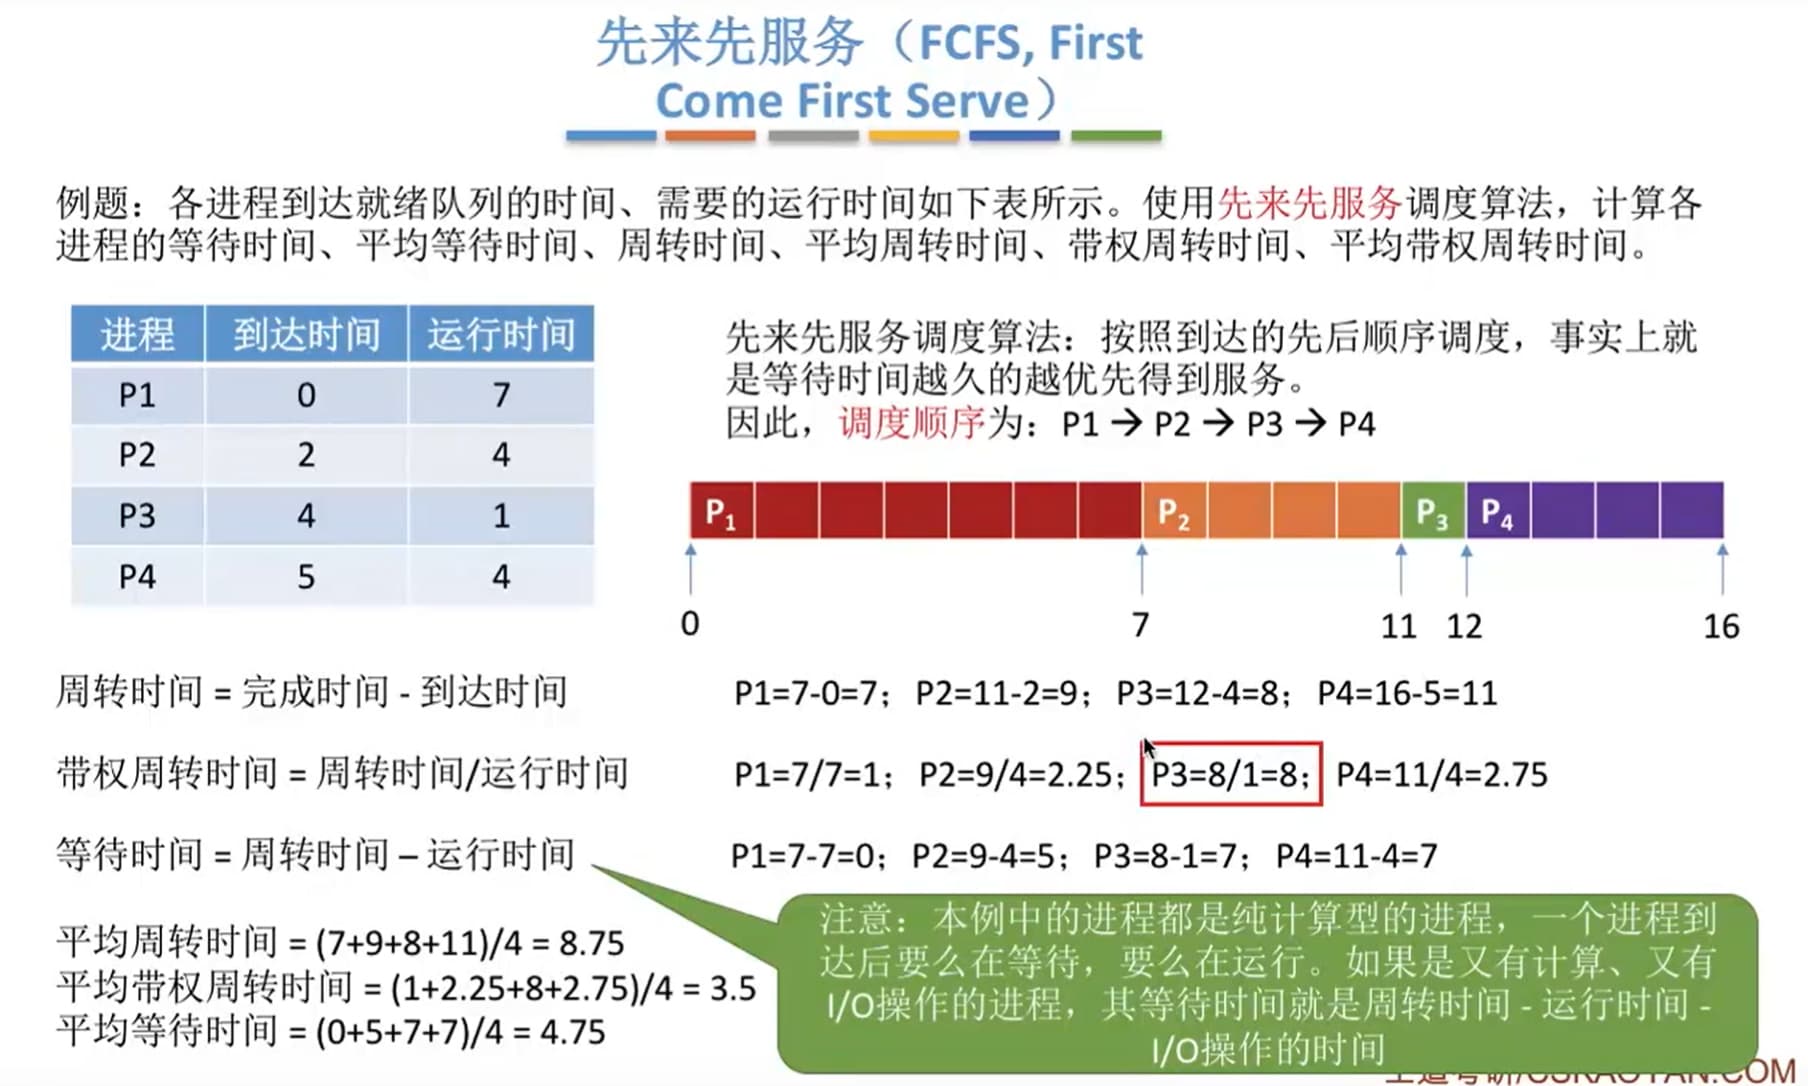 先来先服务（FCFS, First
Come First Serve）
例题：各进程到达就绪队列的时间、需要的运行时间如下表所示。使用先来先服务调度算法，计算各
进程的等待时间、平均等待时间、周转时间、平均周转时间、带权周转时间、平均带权周转时间。
进程 到达时间 运行时间
P1 0 7
P2 2 4
P3 4 1
P4 5 4
先来先服务调度算法：按照到达的先后顺序调度，事实上就
是等待时间越久的越优先得到服务。
因此，调度顺序为：P1 → P2 → P3 → P4
P₁ P₂ P₃ P₄
0 7 11 12 16
周转时间 = 完成时间 - 到达时间
P1=7-0=7；P2=11-2=9；P3=12-4=8；P4=16-5=11
带权周转时间 = 周转时间/运行时间
P1=7/7=1；P2=9/4=2.25；P3=8/1=8；P4=11/4=2.75
等待时间 = 周转时间 – 运行时间
P1=7-7=0；P2=9-4=5；P3=8-1=7；P4=11-4=7
平均周转时间 = (7+9+8+11)/4 = 8.75
平均带权周转时间 = (1+2.25+8+2.75)/4 = 3.5
平均等待时间 = (0+5+7+7)/4 = 4.75
注意：本例中的进程都是纯计算型的进程，一个进程到
达后要么在等待，要么在运行。如果是又有计算、又有
I/O操作的进程，其等待时间就是周转时间 - 运行时间 -
I/O操作的时间